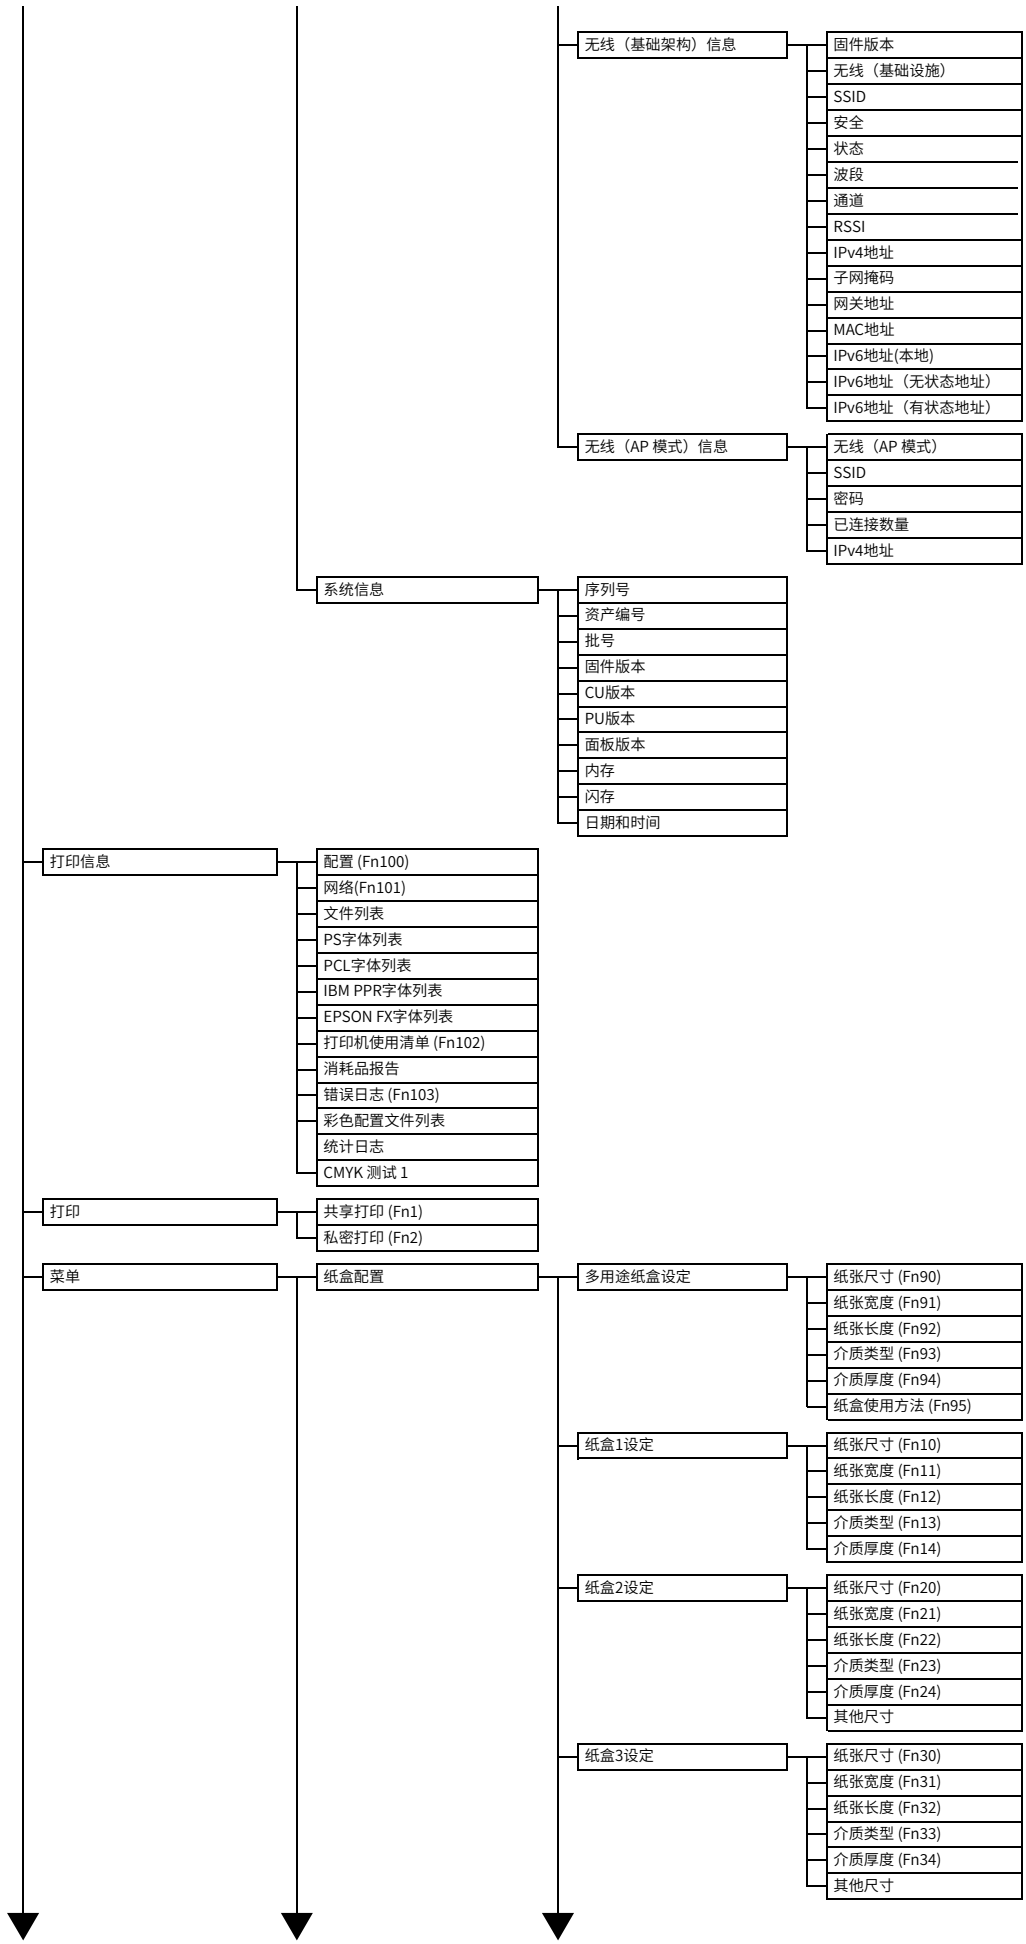 无线（基础架构）信息
固件版本
无线（基础设施）
SSID
安全
状态
波段
通道
RSSI
IPv4地址
子网掩码
网关地址
MAC地址
IPv6地址(本地)
IPv6地址（无状态地址）
IPv6地址（有状态地址）
无线（AP 模式）信息
无线（AP 模式）
SSID
密码
已连接数量
IPv4地址
系统信息
序列号
资产编号
批号
固件版本
CU版本
PU版本
面板版本
内存
闪存
日期和时间
打印信息
配置 (Fn100)
网络(Fn101)
文件列表
PS字体列表
PCL字体列表
IBM PPR字体列表
EPSON FX字体列表
打印机使用清单 (Fn102)
消耗品报告
错误日志 (Fn103)
彩色配置文件列表
统计日志
CMYK 测试 1
打印
共享打印 (Fn1)
私密打印 (Fn2)
菜单
纸盒配置
多用途纸盒设定
纸张尺寸 (Fn90)
纸张宽度 (Fn91)
纸张长度 (Fn92)
介质类型 (Fn93)
介质厚度 (Fn94)
纸盒使用方法 (Fn95)
纸盒1设定
纸张尺寸 (Fn10)
纸张宽度 (Fn11)
纸张长度 (Fn12)
介质类型 (Fn13)
介质厚度 (Fn14)
纸盒2设定
纸张尺寸 (Fn20)
纸张宽度 (Fn21)
纸张长度 (Fn22)
介质类型 (Fn23)
介质厚度 (Fn24)
其他尺寸
纸盒3设定
纸张尺寸 (Fn30)
纸张宽度 (Fn31)
纸张长度 (Fn32)
介质类型 (Fn33)
介质厚度 (Fn34)
其他尺寸